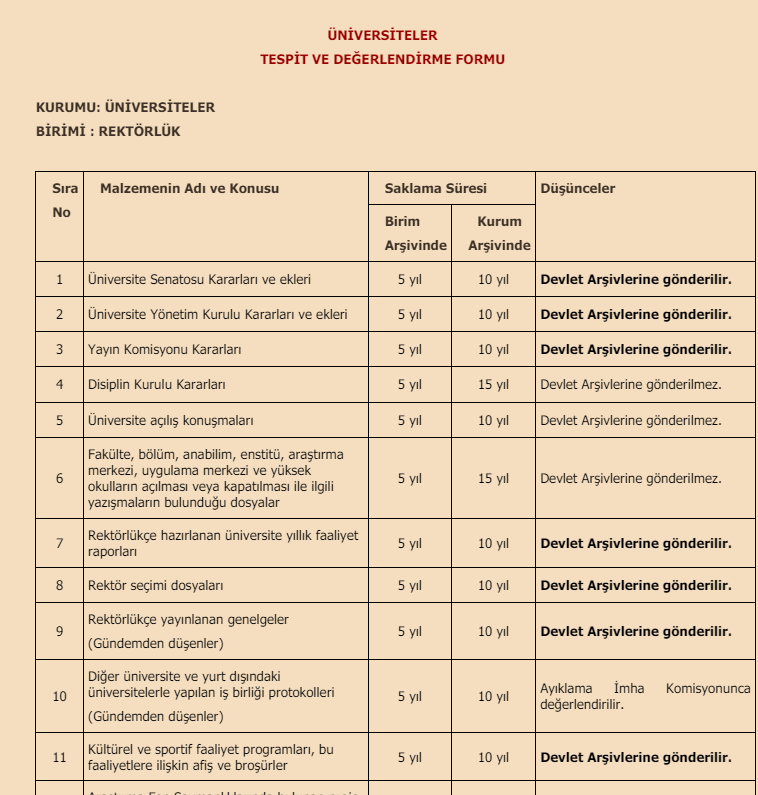 ÜNİVERSİTELER
TESPİT VE DEĞERLENDİRME FORMU
KURUMU: ÜNİVERSİTELER
BİRİMİ : REKTÖRLÜK
Sıra No Malzemenin Adı ve Konusu Saklama Süresi Düşünceler
Birim Arşivinde Kurum Arşivinde
1 Üniversite Senatosu Kararları ve ekleri 5 yıl 10 yıl Devlet Arşivlerine gönderilir.
2 Üniversite Yönetim Kurulu Kararları ve ekleri 5 yıl 10 yıl Devlet Arşivlerine gönderilir.
3 Yayın Komisyonu Kararları 5 yıl 10 yıl Devlet Arşivlerine gönderilir.
4 Disiplin Kurulu Kararları 5 yıl 15 yıl Devlet Arşivlerine gönderilmez.
5 Üniversite açılış konuşmaları 5 yıl 10 yıl Devlet Arşivlerine gönderilmez.
Fakülte, bölüm, anabilim, enstitü, araştırma
merkezi, uygulama merkezi ve yüksek
6 okulların açılması veya kapatılması ile ilgili 5 yıl 15 yıl Devlet Arşivlerine gönderilmez.
yazışmaların bulunduğu dosyalar
7 Rektörlükçe hazırlanan üniversite yıllık faaliyet 5 yıl 10 yıl Devlet Arşivlerine gönderilir.
raporları
8 Rektör seçimi dosyaları 5 yıl 10 yıl Devlet Arşivlerine gönderilir.
9 Rektörlükçe yayınlanan genelgeler 5 yıl 10 yıl Devlet Arşivlerine gönderilir.
(Gündemden düşenler)
Diğer üniversite ve yurt dışındaki
10 üniversitelerle yapılan iş birliği protokolleri 5 yıl 10 yıl Ayıklama İmha Komisyonunca
(Gündemden düşenler) değerlendirilir.
11 Kültürel ve sportif faaliyet programları, bu 5 yıl 10 yıl Devlet Arşivlerine gönderilir.
faaliyetlere ilişkin afiş ve broşürler